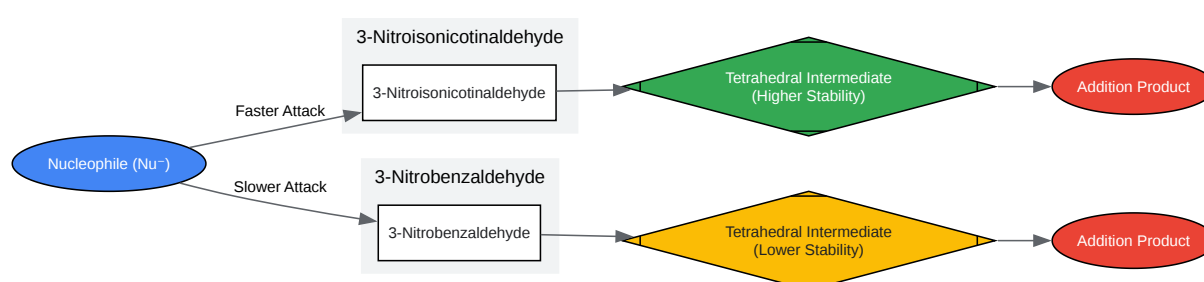 3-Nitroisonicotinaldehyde
3-Nitroisonicotinaldehyde
Tetrahedral Intermediate
(Higher Stability)
Addition Product
Faster Attack
Nucleophile (Nu⁻)
Slower Attack
3-Nitrobenzaldehyde
3-Nitrobenzaldehyde
Tetrahedral Intermediate
(Lower Stability)
Addition Product